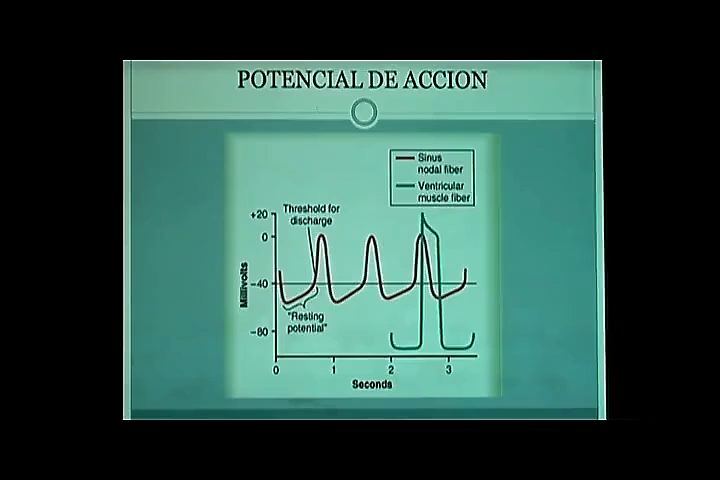 POTENCIAL DE ACCION
Sinus
nodal fiber
Ventricular
muscle fiber
Threshold for
discharge
+20
0
−40
−80
Millivolts
"Resting
potential"
0
1
2
3
Seconds